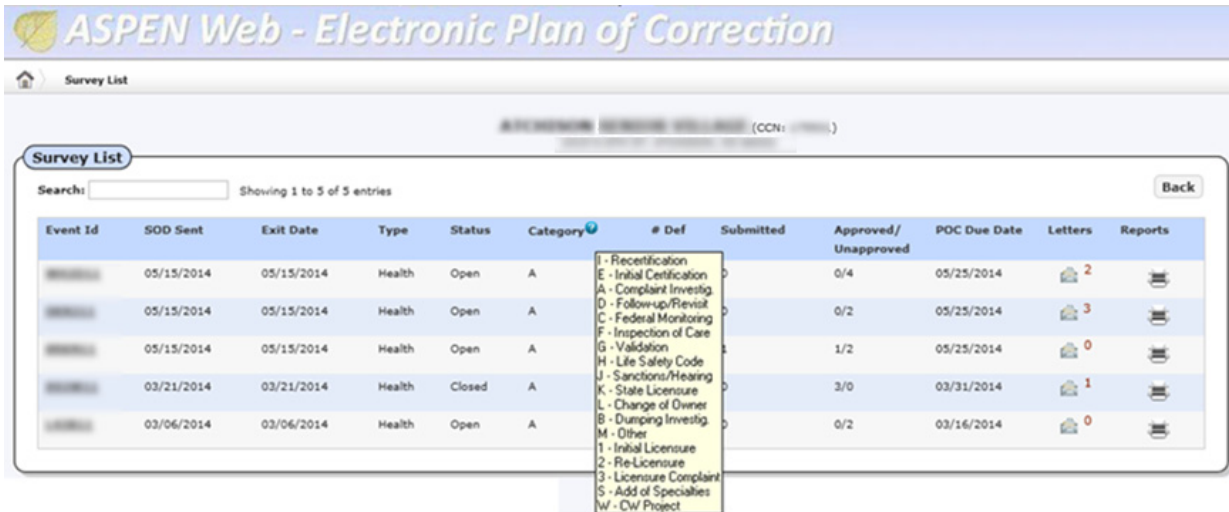 ASPEN Web - Electronic Plan of Correction
Survey List
(CCN: .)
Survey List
Search: Showing 1 to 5 of 5 entries Back
Event Id SOD Sent Exit Date Type Status Category # Def Submitted Approved/ Unapproved POC Due Date Letters Reports
05/15/2014 05/15/2014 Health Open A 0/4 05/25/2014 2
05/15/2014 05/15/2014 Health Open A 0/2 05/25/2014 3
05/15/2014 05/15/2014 Health Open A 1/2 05/25/2014 0
03/21/2014 03/21/2014 Health Closed A 3/0 03/31/2014 1
03/06/2014 03/06/2014 Health Open A 0/2 03/16/2014 0
I - Recertification
E - Initial Certification
A - Complaint Investig.
D - Follow-up/Revisit
C - Federal Monitoring
F - Inspection of Care
G - Validation
H - Life Safety Code
J - Sanctions/Hearing
K - State Licensure
L - Change of Owner
B - Dumping Investig.
M - Other
1 - Initial Licensure
2 - Re-Licensure
3 - Licensure Complaint
S - Add of Specialties
W - CW Project